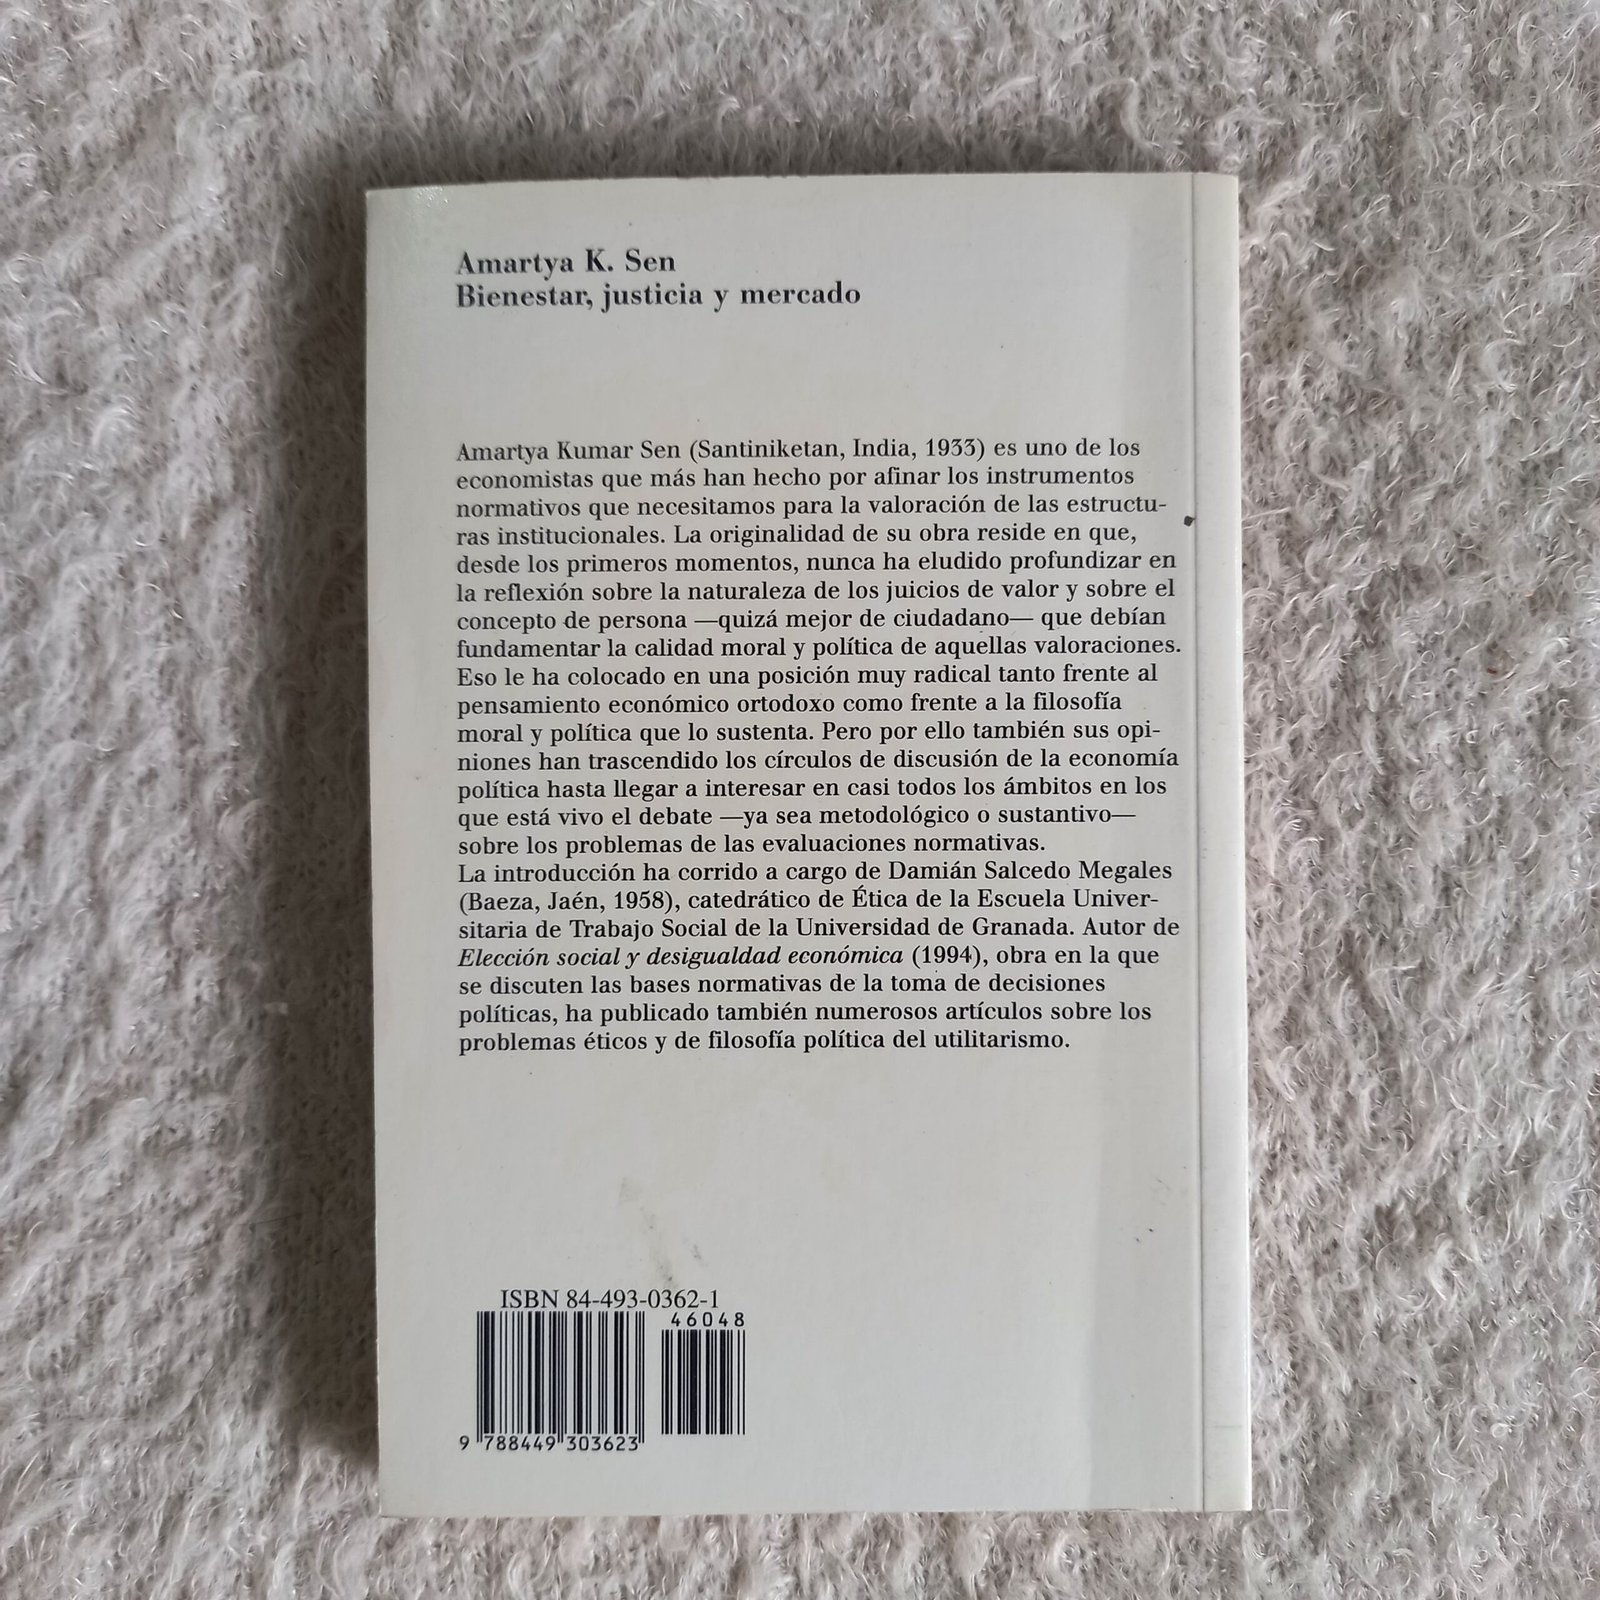 Amartya K. Sen
Bienestar, justicia y mercado
Amartya Kumar Sen (Santiniketan, India, 1933) es uno de los
economistas que más han hecho por afinar los instrumentos
normativos que necesitamos para la valoración de las estructu-
ras institucionales. La originalidad de su obra reside en que,
desde los primeros momentos, nunca ha eludido profundizar en
la reflexión sobre la naturaleza de los juicios de valor y sobre el
concepto de persona —quizá mejor de ciudadano— que debían
fundamentar la calidad moral y política de aquellas valoraciones.
Eso le ha colocado en una posición muy radical tanto frente al
pensamiento económico ortodoxo como frente a la filosofía
moral y política que lo sustenta. Pero por ello también sus opi-
niones han trascendido los círculos de discusión de la economía
política hasta llegar a interesar en casi todos los ámbitos en los
que está vivo el debate —ya sea metodológico o sustantivo—
sobre los problemas de las evaluaciones normativas.
La introducción ha corrido a cargo de Damián Salcedo Megales
(Baeza, Jaén, 1958), catedrático de Ética de la Escuela Univer-
sitaria de Trabajo Social de la Universidad de Granada. Autor de
Elección social y desigualdad económica (1994), obra en la que
se discuten las bases normativas de la toma de decisiones
políticas, ha publicado también numerosos artículos sobre los
problemas éticos y de filosofía política del utilitarismo.
ISBN 84-493-0362-1
46048
9 788449 303623